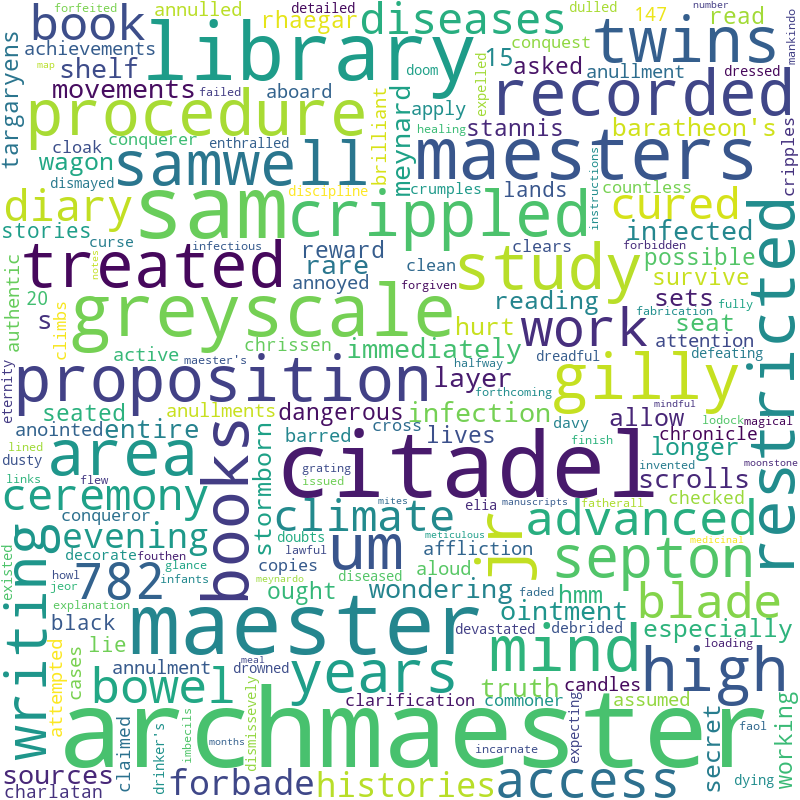 forfeited annulled rhaegar detailed 147 read number
book library diseases twins mankindo
achievements shelf 15 asked conquest annullment dressed
targaryens movements aboard doom expelled recorded
procedure apply stannis baratheon's cripples
conquerer map failed healing
cloak wagon samwell enthralled brilliant meynard maesters
dismayed discipline crumples lands countless instructions
diary sam crippled cured
stories curse infectious treated reward rare clean clears forbidden infected restricted
authentic notes annoyed forgiven study possible survive
20 s climbs greyscale reading sets
chrissen hurt work seat attention
active maester's immediately halfway dreadful defeating fully fabrication
eternity proposition layer forthcoming gilly mindful
seated anullments dangerous infection allow lodock magical
anointed entire barred cross lives davy longer chronicle
dusty lined area books grating issued citadel finish invented scrolls moonstone
links flew elia fatherall checked
ceremony stormborn mites manuscripts climate advanced
conqueror doubts affliction meticulous jr
writing evening decorate fouthen lawful um septon medicinal
existed howl glance copies aloud wondering
jeor 782 infants ought diseased hmm
explanation meynardo faded blade
black maester ointment especially
attempted lie annulment drowned devastated debrided mind loading
cases bowel meal years truth candles high
claimed clarification commoner assumed
drinker's imbecils dismissevely archmaester expecting secret working
months incarnate faol
sources charlatan forbade histories access dying
dulled